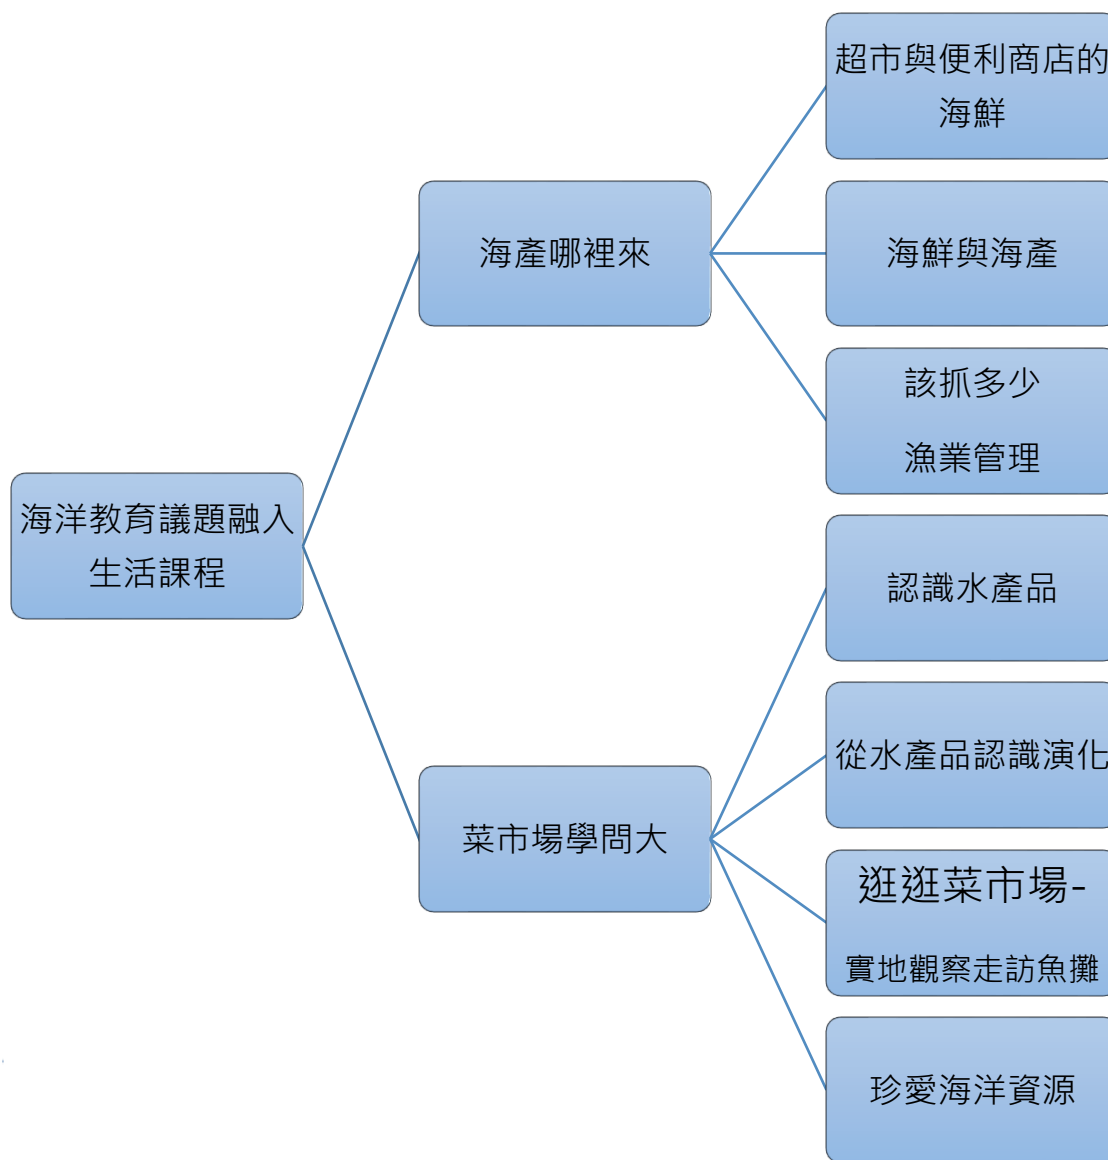 海洋教育議題融入
生活課程
海產哪裡來
超市與便利商店的
海鮮
海鮮與海產
該抓多少
漁業管理
菜市場學問大
認識水產品
從水產品認識演化
逛逛菜市場-
實地觀察走訪魚攤
珍愛海洋資源